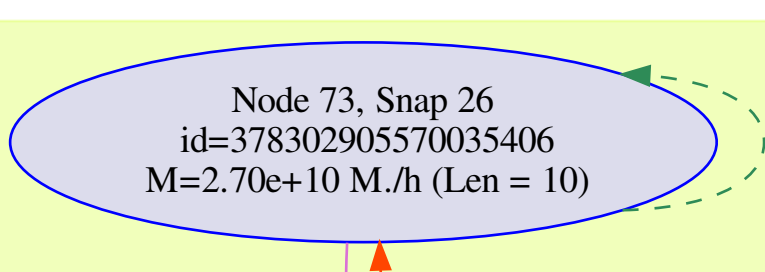 Node 73, Snap 26
id=378302905570035406
M=2.70e+10 M./h (Len = 10)